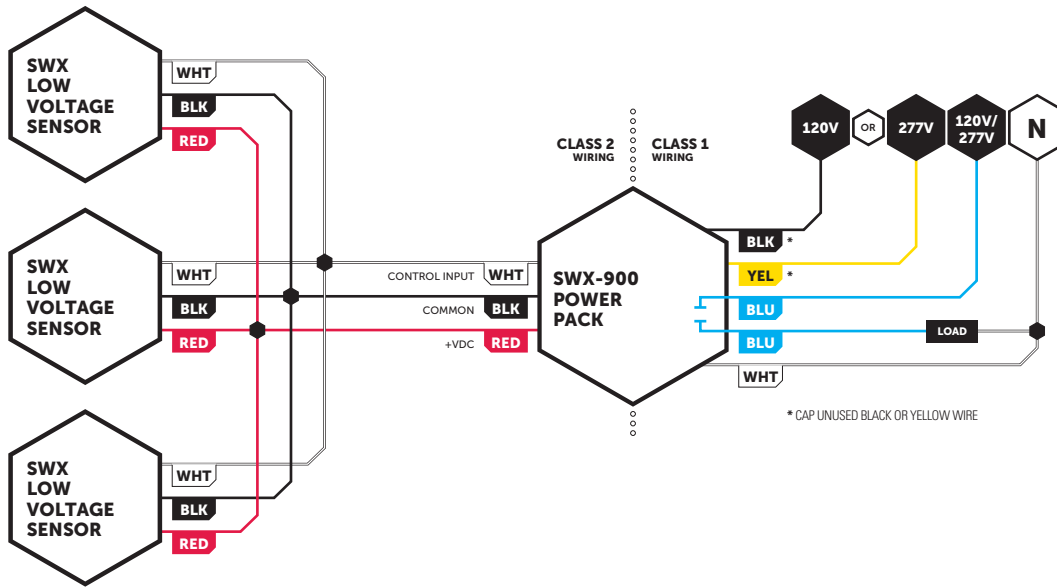 SWX
LOW
VOLTAGE
SENSOR
WHT
BLK
RED
SWX
LOW
VOLTAGE
SENSOR
WHT
BLK
RED
SWX
LOW
VOLTAGE
SENSOR
WHT
BLK
RED
CONTROL INPUT WHT
COMMON BLK
+VDC RED
CLASS 2
WIRING
CLASS 1
WIRING
SWX-900
POWER
PACK
120V
OR
277V
120V/
277V
N
BLK *
YEL *
BLU
BLU
LOAD
WHT
* CAP UNUSED BLACK OR YELLOW WIRE